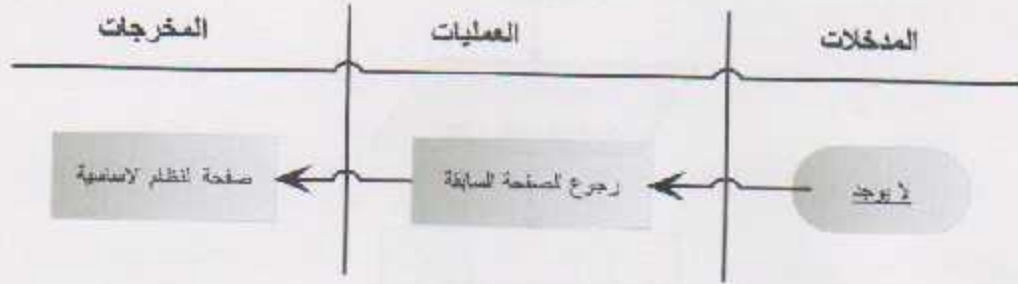 المدخلات
العمليات
المخرجات
لا يوجد
رجوع للصفحة السابقة
صفحة النظام الاساسية